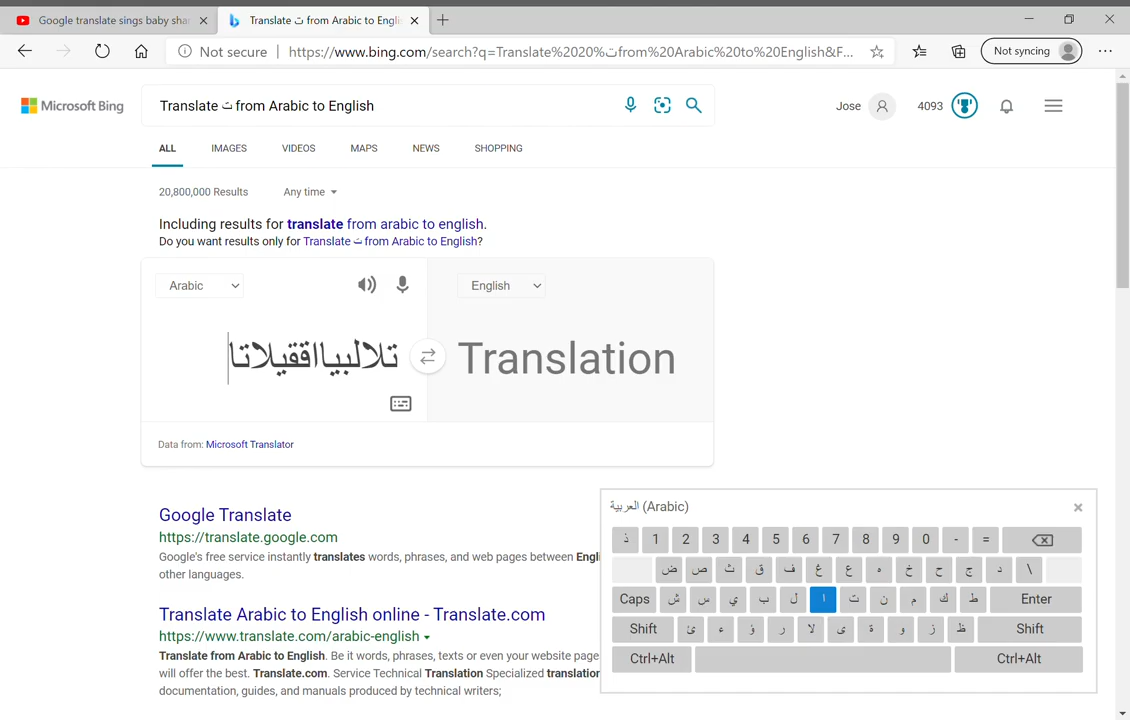 Google translate sings baby shar
Translate ت from Arabic to Engli
Not secure
https://www.bing.com/search?q=Translate%2020%تfrom%20Arabic%20to%20English&F...
Not syncing
Microsoft Bing
Translate ت from Arabic to English
Jose
4093
ALL IMAGES VIDEOS MAPS NEWS SHOPPING
20,800,000 Results Any time
Including results for translate from arabic to english.
Do you want results only for Translate ت from Arabic to English?
Arabic
English
تلالبيااققيلاتا
Translation
Data from: Microsoft Translator
Google Translate
https://translate.google.com
Google's free service instantly translates words, phrases, and web pages between Engli
other languages.
Translate Arabic to English online - Translate.com
https://www.translate.com/arabic-english
Translate from Arabic to English. Be it words, phrases, texts or even your website page
will offer the best. Translate.com. Service Technical Translation Specialized translation
documentation, guides, and manuals produced by technical writers;
العربية (Arabic)
ذ 1 2 3 4 5 6 7 8 9 0 - =
ض ص ث ق ف غ ع ه خ ح ج د \
Caps ش س ي ب ل ا ت ن م ك ط Enter
Shift ئ ء ؤ ر لا ى ة و ز ظ Shift
Ctrl+Alt Ctrl+Alt